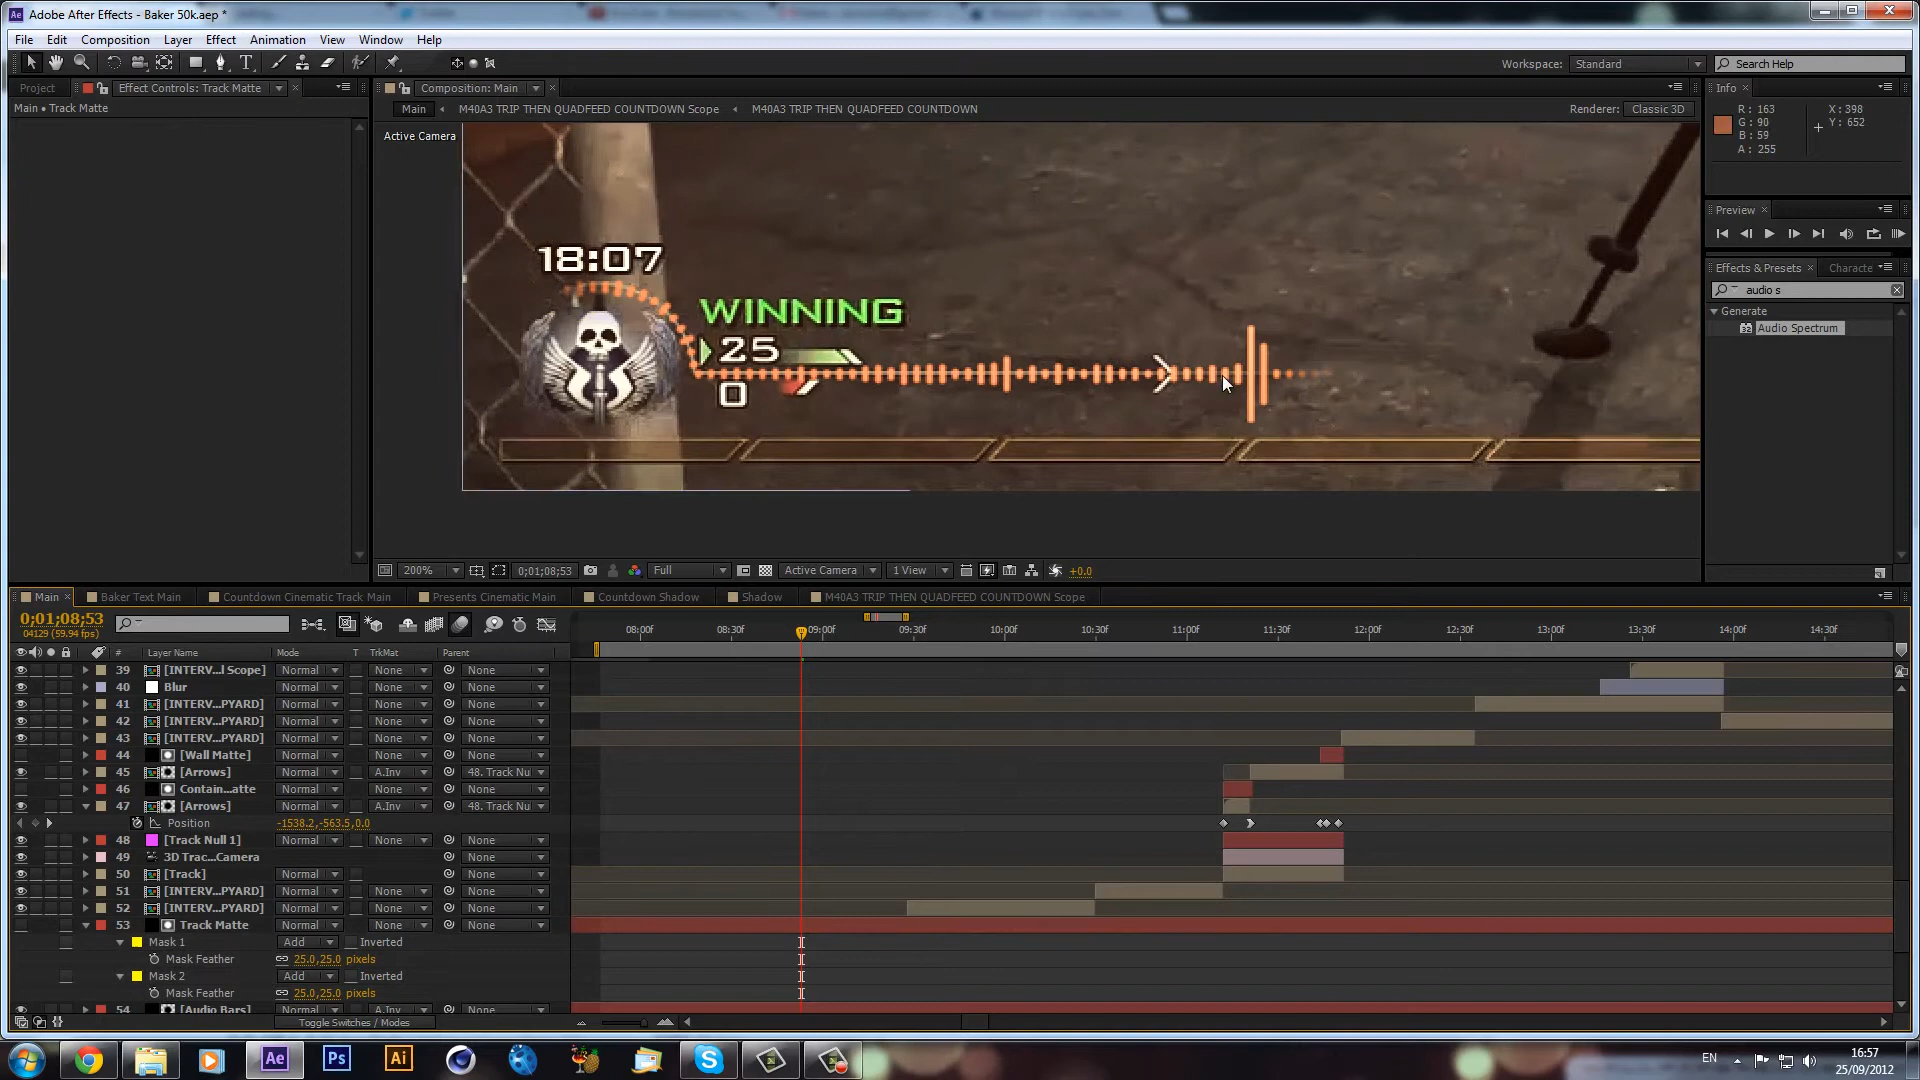 Adobe After Effects - Baker 50k.aep *
File Edit Composition Layer Effect Animation View Window Help
Workspace: Standard Search Help
Project Effect Controls: Track Matte
Main • Track Matte
Composition: Main
Main M40A3 TRIP THEN QUADFEED COUNTDOWN Scope M40A3 TRIP THEN QUADFEED COUNTDOWN
Renderer: Classic 3D
Active Camera
18:07
WINNING
25
0
Info
R: 163 X: 398
G: 90 Y: 652
B: 59
A: 255
Preview
Effects & Presets Characte
audio s
Generate
Audio Spectrum
200% 0;01;08;53 Full Active Camera 1 View +0.0
Main Baker Text Main Countdown Cinematic Track Main Presents Cinematic Main Countdown Shadow Shadow M40A3 TRIP THEN QUADFEED COUNTDOWN Scope
0;01;08;53
04129 (59.94 fps)
08:00f 08:30f 09:00f 09:30f 10:00f 10:30f 11:00f 11:30f 12:00f 12:30f 13:00f 13:30f 14:00f 14:30f
# Layer Name Mode T TrkMat Parent
39 [INTERV...l Scope] Normal None None
40 Blur Normal None None
41 [INTERV...PYARD] Normal None None
42 [INTERV...PYARD] Normal None None
43 [INTERV...PYARD] Normal None None
44 [Wall Matte] Normal None None
45 [Arrows] Normal A.Inv 48. Track Nu
46 Contain...atte Normal None None
47 [Arrows] Normal A.Inv 48. Track Nu
Position -1538.2,-563.5,0.0
48 [Track Null 1] Normal None None
49 3D Trac...Camera None
50 [Track] Normal None
51 [INTERV...PYARD] Normal None None
52 [INTERV...PYARD] Normal None None
53 Track Matte Normal None None
Mask 1 Add Inverted
Mask Feather 25.0,25.0 pixels
Mask 2 Add Inverted
Mask Feather 25.0,25.0 pixels
54 [Audio Bars] Normal A.Inv None
Toggle Switches / Modes
Ae Ps Ai
EN 16:57
25/09/2012